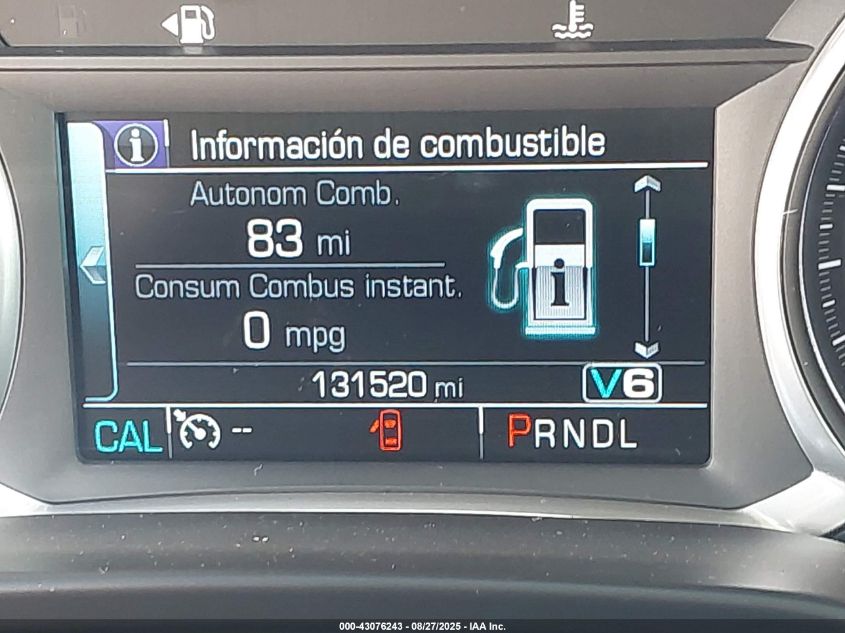 Información de combustible
Autonom Comb.
83 mi
Consum Combus instant.
0 mpg
131520 mi V6
CAL -- PRNDL
000-43076243 - 08/27/2025 - IAA Inc.